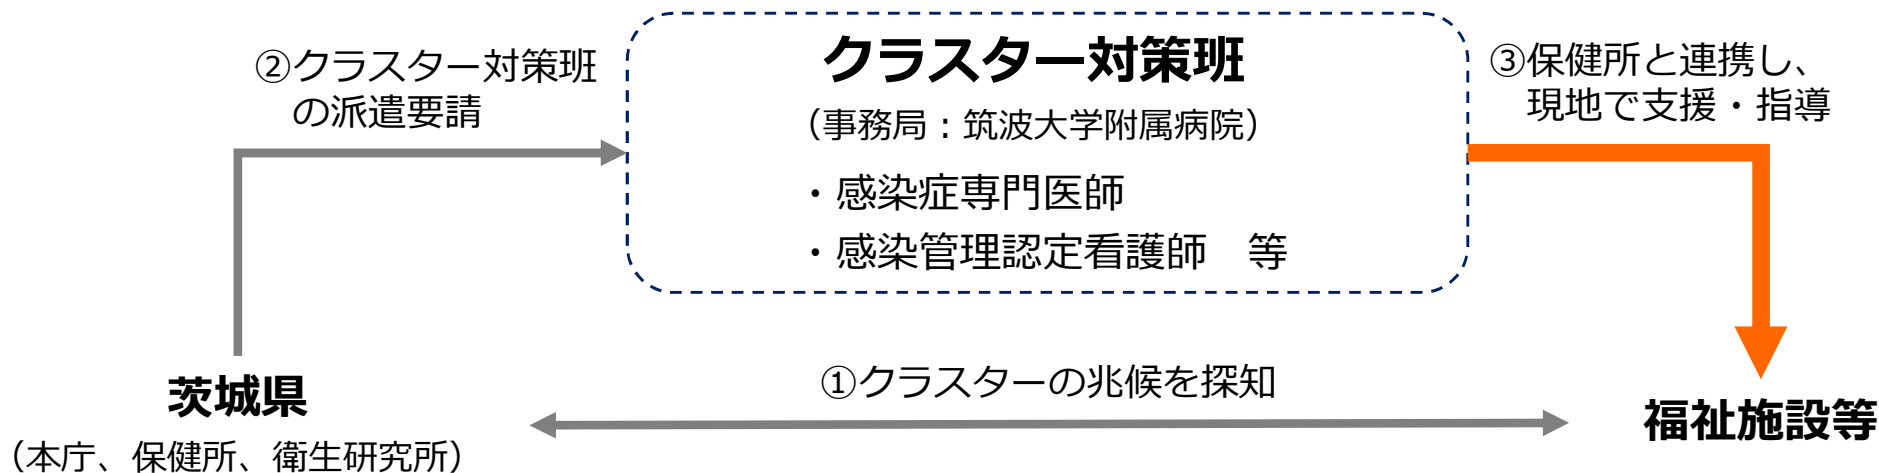 クラスター対策班
（事務局：筑波大学附属病院）
・感染症専門医師
・感染管理認定看護師　等
②クラスター対策班
の派遣要請
③保健所と連携し、
現地で支援・指導
①クラスターの兆候を探知
茨城県
（本庁、保健所、衛生研究所）
福祉施設等